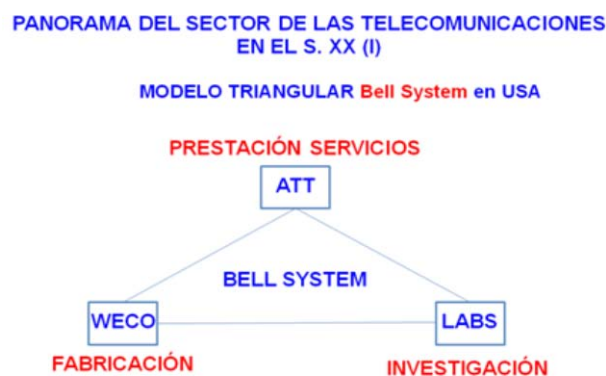 PANORAMA DEL SECTOR DE LAS TELECOMUNICACIONES
EN EL S. XX (I)
MODELO TRIANGULAR Bell System en USA
PRESTACIÓN SERVICIOS
ATT
BELL SYSTEM
WECO
LABS
FABRICACIÓN
INVESTIGACIÓN